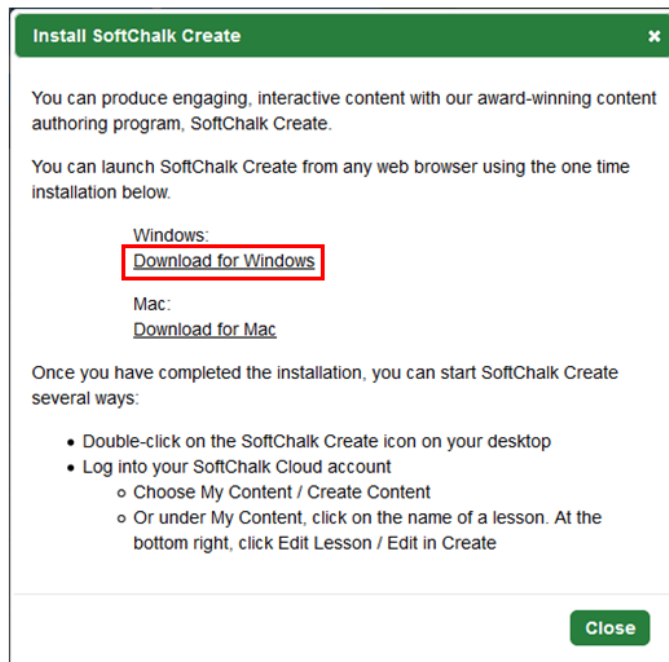 Install SoftChalk Create ×
You can produce engaging, interactive content with our award-winning content
authoring program, SoftChalk Create.
You can launch SoftChalk Create from any web browser using the one time
installation below.
Windows:
Download for Windows
Mac:
Download for Mac
Once you have completed the installation, you can start SoftChalk Create
several ways:
• Double-click on the SoftChalk Create icon on your desktop
• Log into your SoftChalk Cloud account
○ Choose My Content / Create Content
○ Or under My Content, click on the name of a lesson. At the
bottom right, click Edit Lesson / Edit in Create
Close